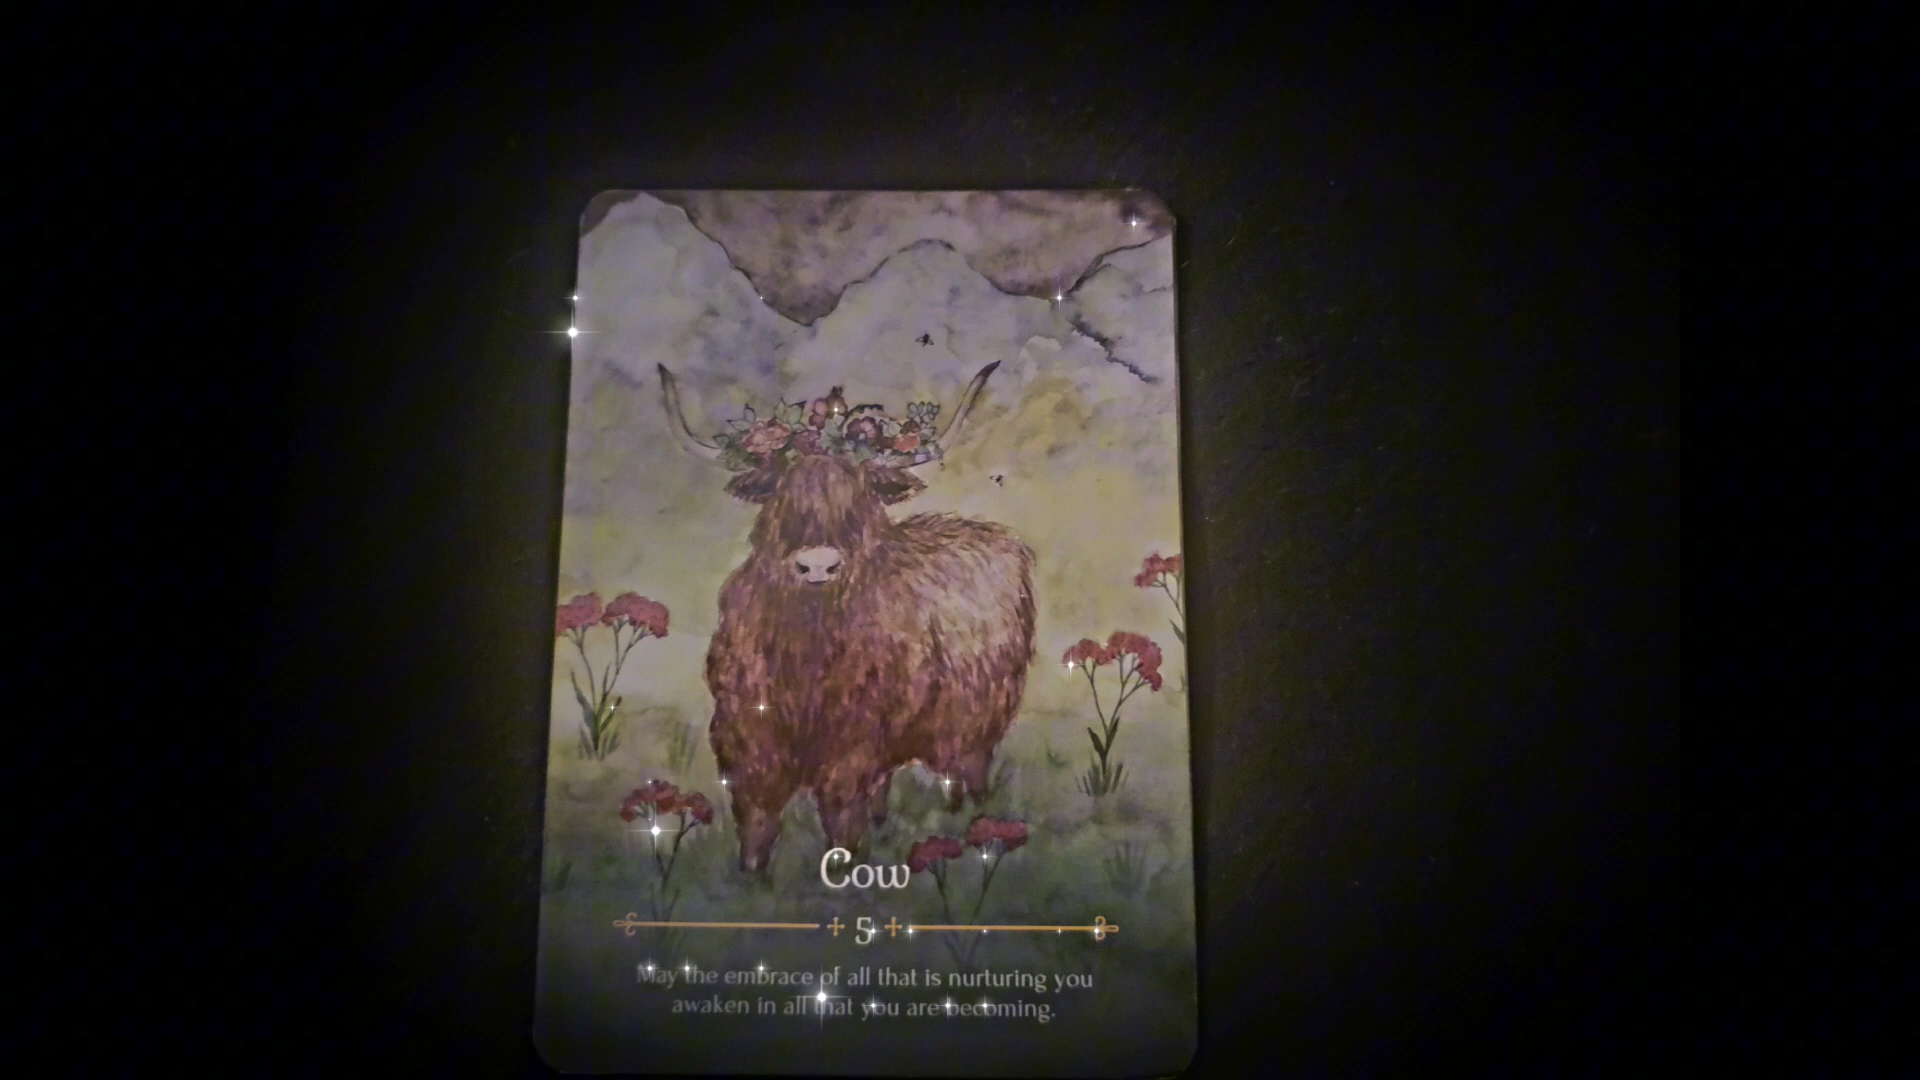 Cow
5
May the embrace of all that is nurturing you
awaken in all that you are becoming.